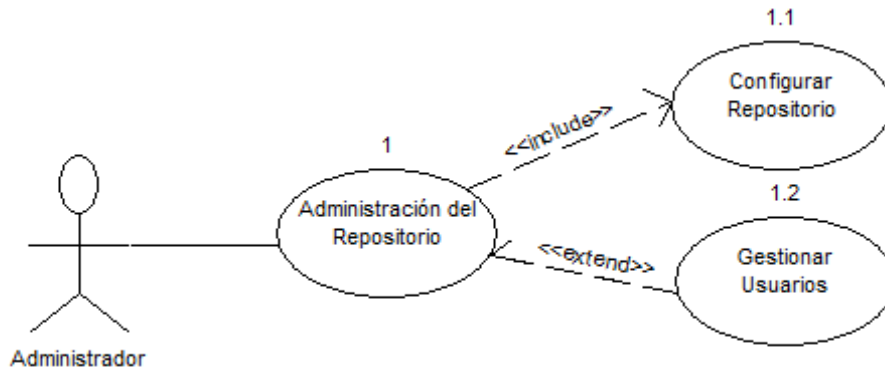 1.1
Configurar
Repositorio
<<include>>
1
Administración del
Repositorio
1.2
<<extend>>
Gestionar
Usuarios
Administrador